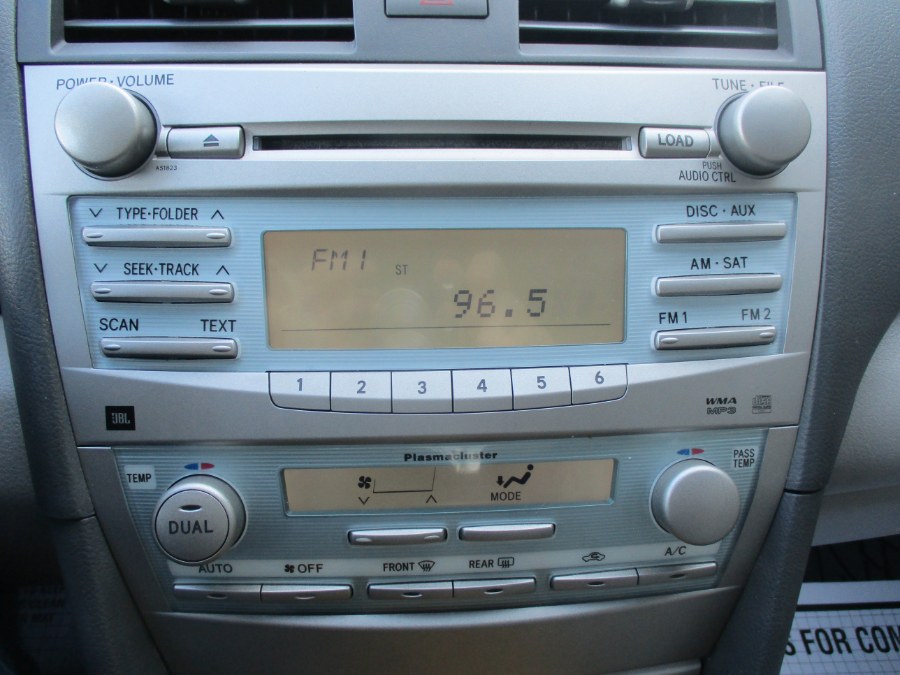 POWER·VOLUME
TUNE·FILE
LOAD
PUSH
AUDIO CTRL
A51823
TYPE·FOLDER
DISC·AUX
SEEK·TRACK
AM·SAT
SCAN TEXT
FM1 FM2
FM1
ST
96.5
1 2 3 4 5 6
JBL
WMA
MP3
Plasmacluster
TEMP
PASS
TEMP
DUAL
MODE
AUTO
OFF
FRONT
REAR
A/C
S FOR COM